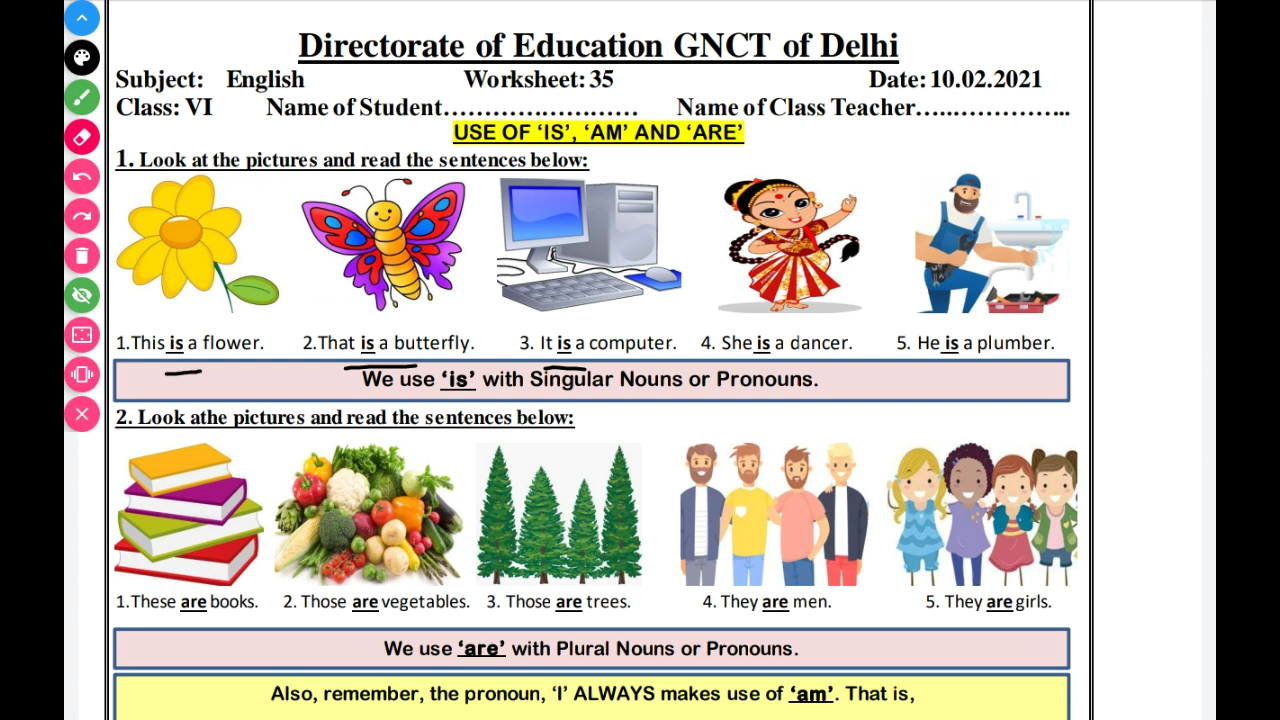 Directorate of Education GNCT of Delhi
Subject: English Worksheet: 35 Date: 10.02.2021
Class: VI Name of Student........................... Name of Class Teacher....................
USE OF ‘IS’, ‘AM’ AND ‘ARE’
1. Look at the pictures and read the sentences below:
1.This is a flower. 2.That is a butterfly. 3. It is a computer. 4. She is a dancer. 5. He is a plumber.
We use ‘is’ with Singular Nouns or Pronouns.
2. Look athe pictures and read the sentences below:
1.These are books. 2. Those are vegetables. 3. Those are trees. 4. They are men. 5. They are girls.
We use ‘are’ with Plural Nouns or Pronouns.
Also, remember, the pronoun, ‘I’ ALWAYS makes use of ‘am’. That is,